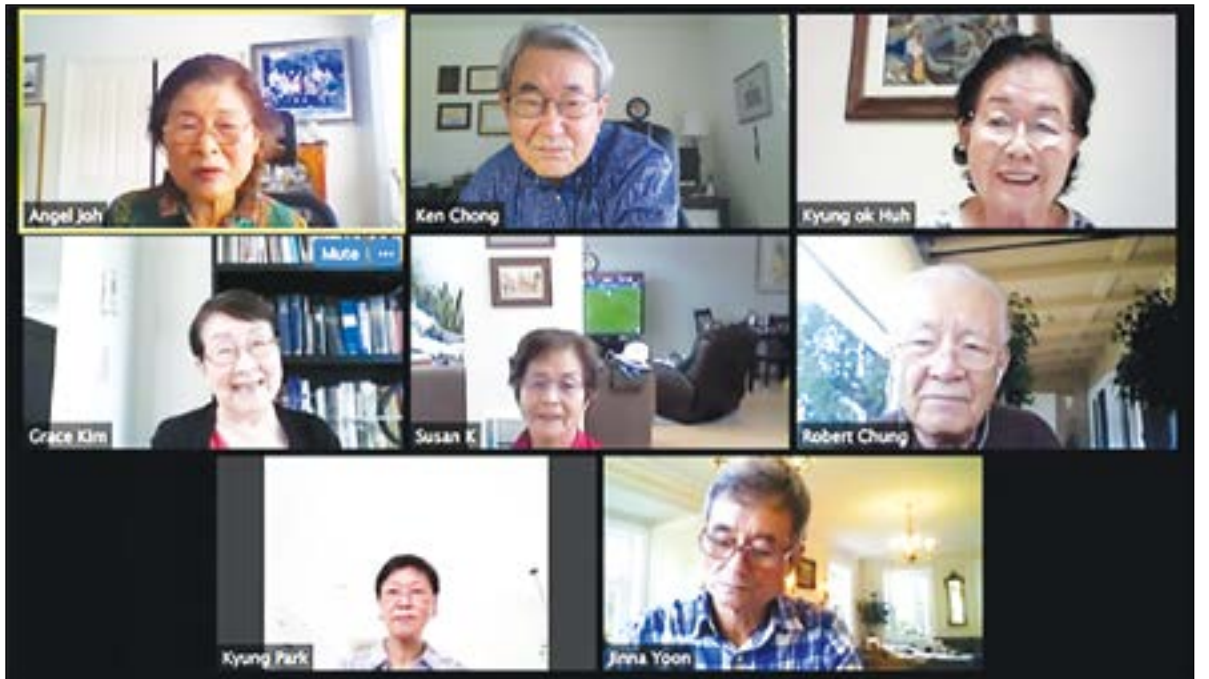 Angel Joh
Ken Chong
Kyung ok Huh
Mute
Grace Kim
Susan K
Robert Chung
Kyung Park
Jinna Yoon